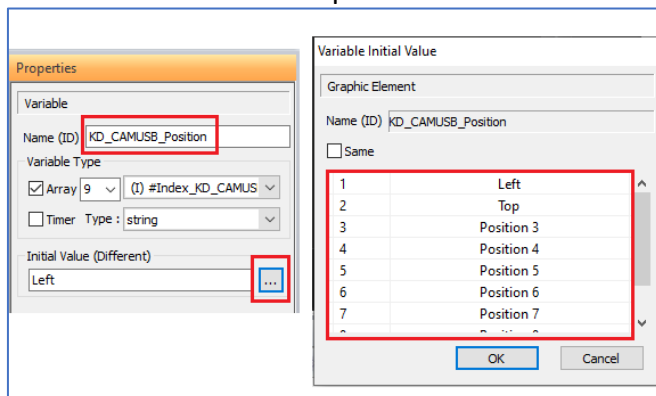 Properties
Variable
Name (ID) KD_CAMUSB_Position
Variable Type
Array 9 (I) #Index_KD_CAMUS
Timer Type : string
Initial Value (Different)
Left ...
Variable Initial Value
Graphic Element
Name (ID) KD_CAMUSB_Position
Same
1 Left
2 Top
3 Position 3
4 Position 4
5 Position 5
6 Position 6
7 Position 7
OK Cancel